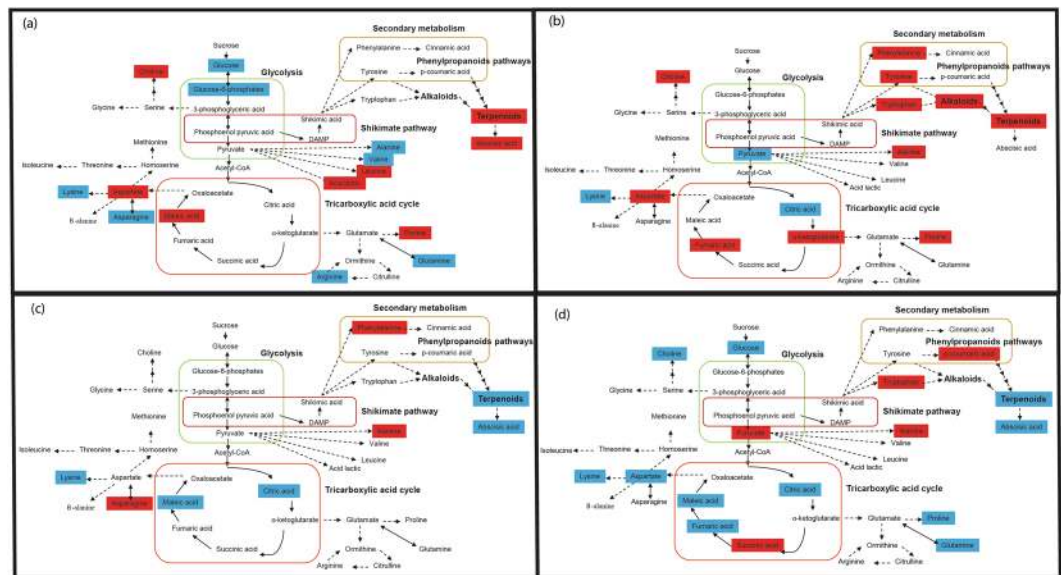 (a)
Secondary metabolism
Sucrose
Phenylalanine
Cinnamic acid
Glucose
Phenylpropanoids pathways
Glycolysis
Tyrosine
p-coumaric acid
Choline
Glucose-6-phosphates
Tryptophan
Alkaloids
Glycine
Serine
3-phosphoglyceric acid
Terpenoids
Shikimic acid
Shikimate pathway
Phosphoenol pyruvic acid
DAMP
Abscisic acid
Methionine
Pyruvate
Alanine
Valine
Isoleucine
Threonine
Homoserine
Acetyl-CoA
Leucine
Lysine
Aspartate
Oxaloacetate
Tricarboxylic acid cycle
ß-alanine
Asparagine
Maleic acid
Citric acid
Fumaric acid
α-ketoglutarate
Glutamate
Proline
Succinic acid
Ormithine
Glutamine
Arginine
Citrulline
(b)
Secondary metabolism
Sucrose
Phenylalanine
Cinnamic acid
Glucose
Phenylpropanoids pathways
Glycolysis
Tyrosine
p-coumaric acid
Choline
Glucose-6-phosphates
Tryptophan
Alkaloids
Glycine
Serine
3-phosphoglyceric acid
Terpenoids
Shikimic acid
Shikimate pathway
Phosphoenol pyruvic acid
DAMP
Abscisic acid
Methionine
Pyruvate
Alanine
Valine
Isoleucine
Threonine
Homoserine
Acetyl-CoA
Leucine
Acid lactic
Lysine
Aspartate
Oxaloacetate
Tricarboxylic acid cycle
ß-alanine
Asparagine
Maleic acid
Citric acid
Fumaric acid
α-ketoglutarate
Glutamate
Proline
Succinic acid
Ormithine
Glutamine
Arginine
Citrulline
(c)
Secondary metabolism
Sucrose
Phenylalanine
Cinnamic acid
Glucose
Phenylpropanoids pathways
Glycolysis
Tyrosine
p-coumaric acid
Choline
Glucose-6-phosphates
Tryptophan
Alkaloids
Glycine
Serine
3-phosphoglyceric acid
Terpenoids
Shikimic acid
Shikimate pathway
Phosphoenol pyruvic acid
DAMP
Abscisic acid
Methionine
Pyruvate
Alanine
Valine
Isoleucine
Threonine
Homoserine
Acetyl-CoA
Leucine
Acid lactic
Lysine
Aspartate
Oxaloacetate
Tricarboxylic acid cycle
ß-alanine
Asparagine
Maleic acid
Citric acid
Fumaric acid
α-ketoglutarate
Glutamate
Proline
Succinic acid
Ormithine
Glutamine
Arginine
Citrulline
(d)
Secondary metabolism
Sucrose
Phenylalanine
Cinnamic acid
Glucose
Phenylpropanoids pathways
Glycolysis
Tyrosine
p-coumaric acid
Choline
Glucose-6-phosphates
Tryptophan
Alkaloids
Glycine
Serine
3-phosphoglyceric acid
Terpenoids
Shikimic acid
Shikimate pathway
Phosphoenol pyruvic acid
DAMP
Abscisic acid
Methionine
Pyruvate
Alanine
Valine
Isoleucine
Threonine
Homoserine
Acetyl-CoA
Leucine
Acid lactic
Lysine
Aspartate
Oxaloacetate
Tricarboxylic acid cycle
ß-alanine
Asparagine
Maleic acid
Citric acid
Fumaric acid
α-ketoglutarate
Glutamate
Proline
Succinic acid
Ormithine
Glutamine
Arginine
Citrulline